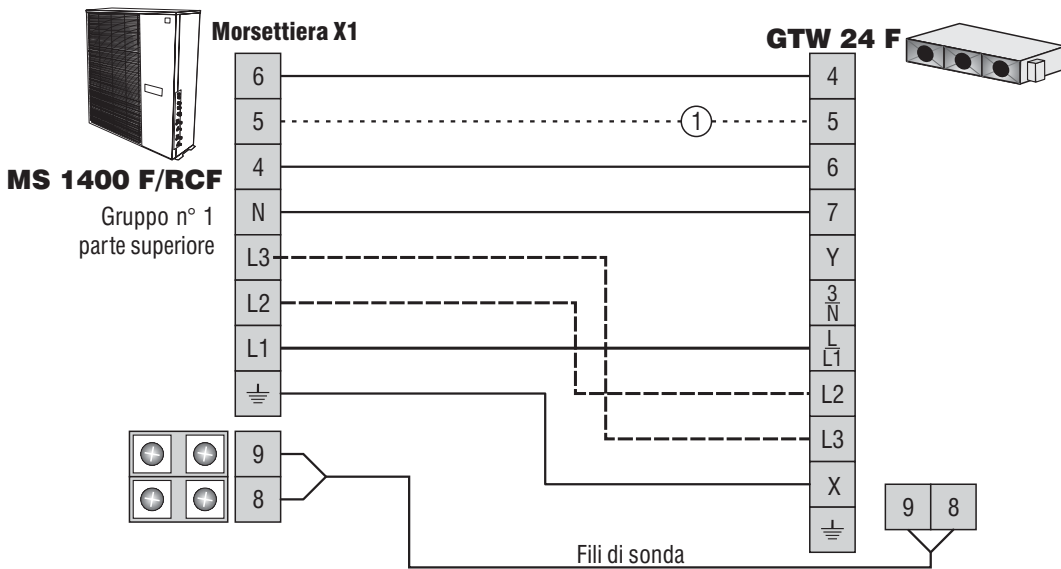 Morsettiera X1
GTW 24 F
MS 1400 F/RCF
Gruppo n° 1
parte superiore
6
5
4
N
L3
L2
L1
9
8
1
4
5
6
7
Y
3
N
L
L1
L2
L3
X
9 8
Fili di sonda